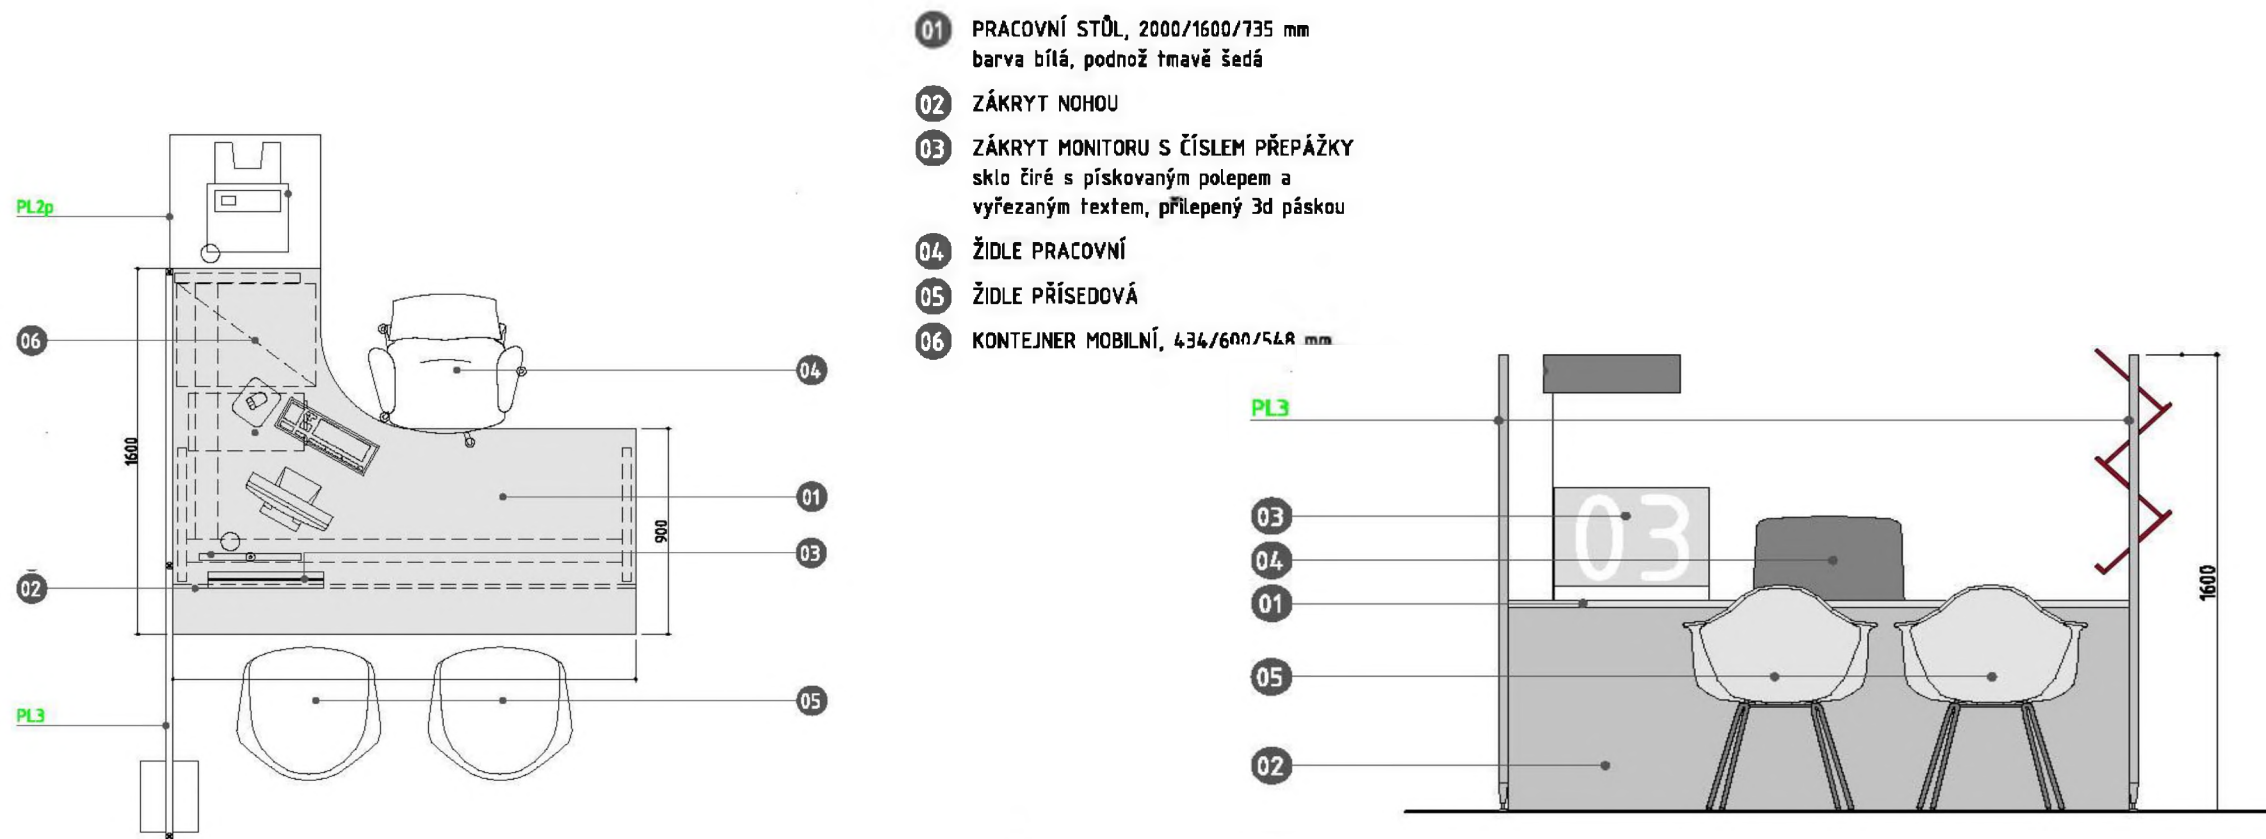 01 PRACOVNÍ STŮL, 2000/1600/735 mm
barva bílá, podnož tmavě šedá
02 ZÁKRYT NOHOU
03 ZÁKRYT MONITORU S ČÍSLEM PŘEPÁŽKY
sklo čiré s pískovaným polepem a
vyřezaným textem, přilepený 3d páskou
04 ŽIDLE PRACOVNÍ
05 ŽIDLE PŘÍSEDOVÁ
06 KONTEJNER MOBILNÍ, 434/600/548 mm
PL2p
06
04
1600
01
900
03
02
05
PL3
PL3
03
03
04
01
1600
05
02